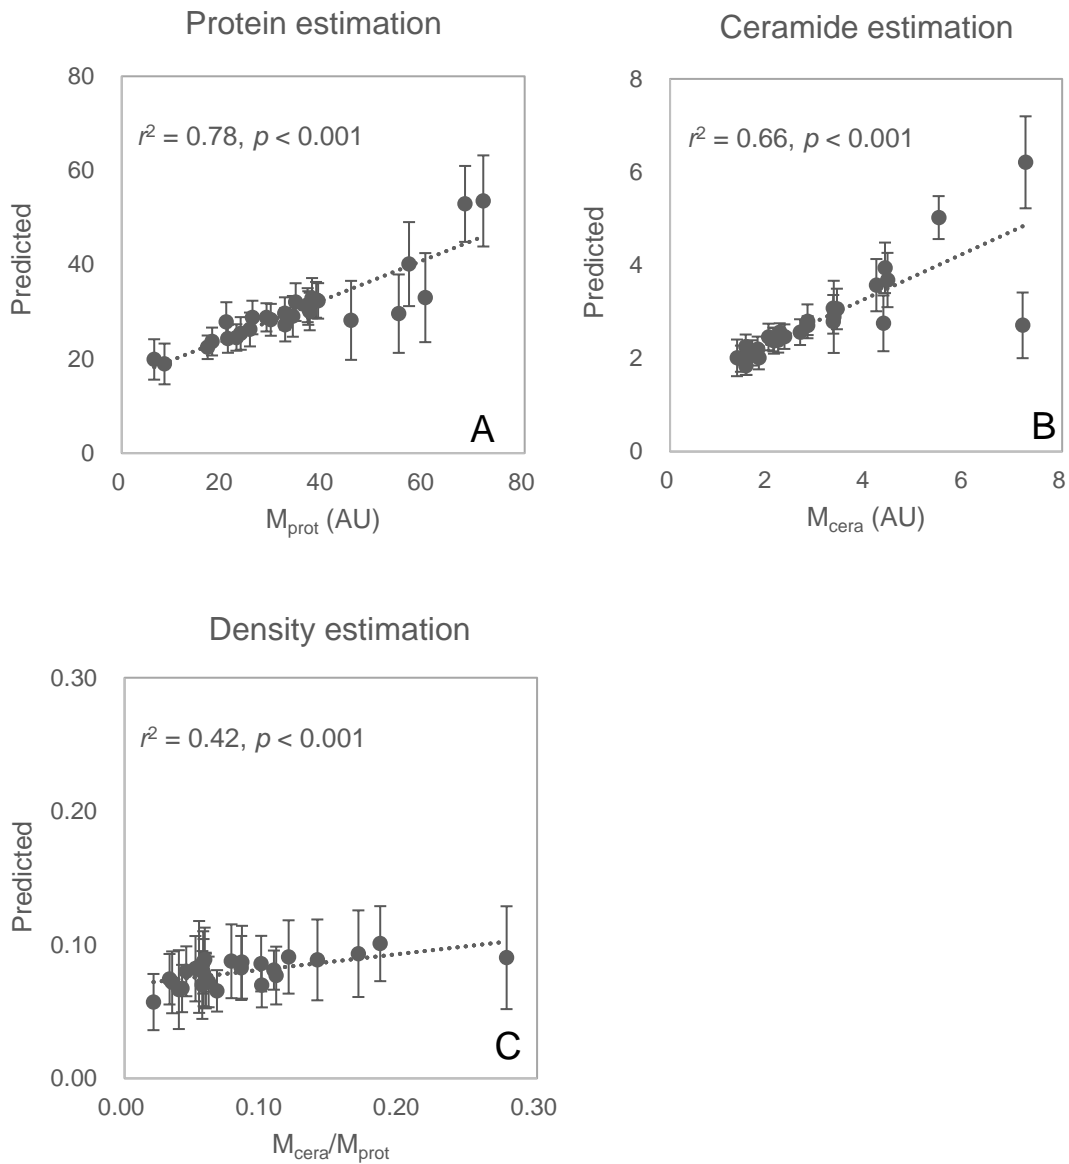 Protein estimation
80
60
40
20
0
Predicted
r² = 0.78, p < 0.001
A
0 20 40 60 80
M_prot (AU)
Ceramide estimation
8
6
4
2
0
Predicted
r² = 0.66, p < 0.001
B
0 2 4 6 8
M_cera (AU)
Density estimation
0.30
0.20
0.10
0.00
Predicted
r² = 0.42, p < 0.001
C
0.00 0.10 0.20 0.30
M_cera/M_prot